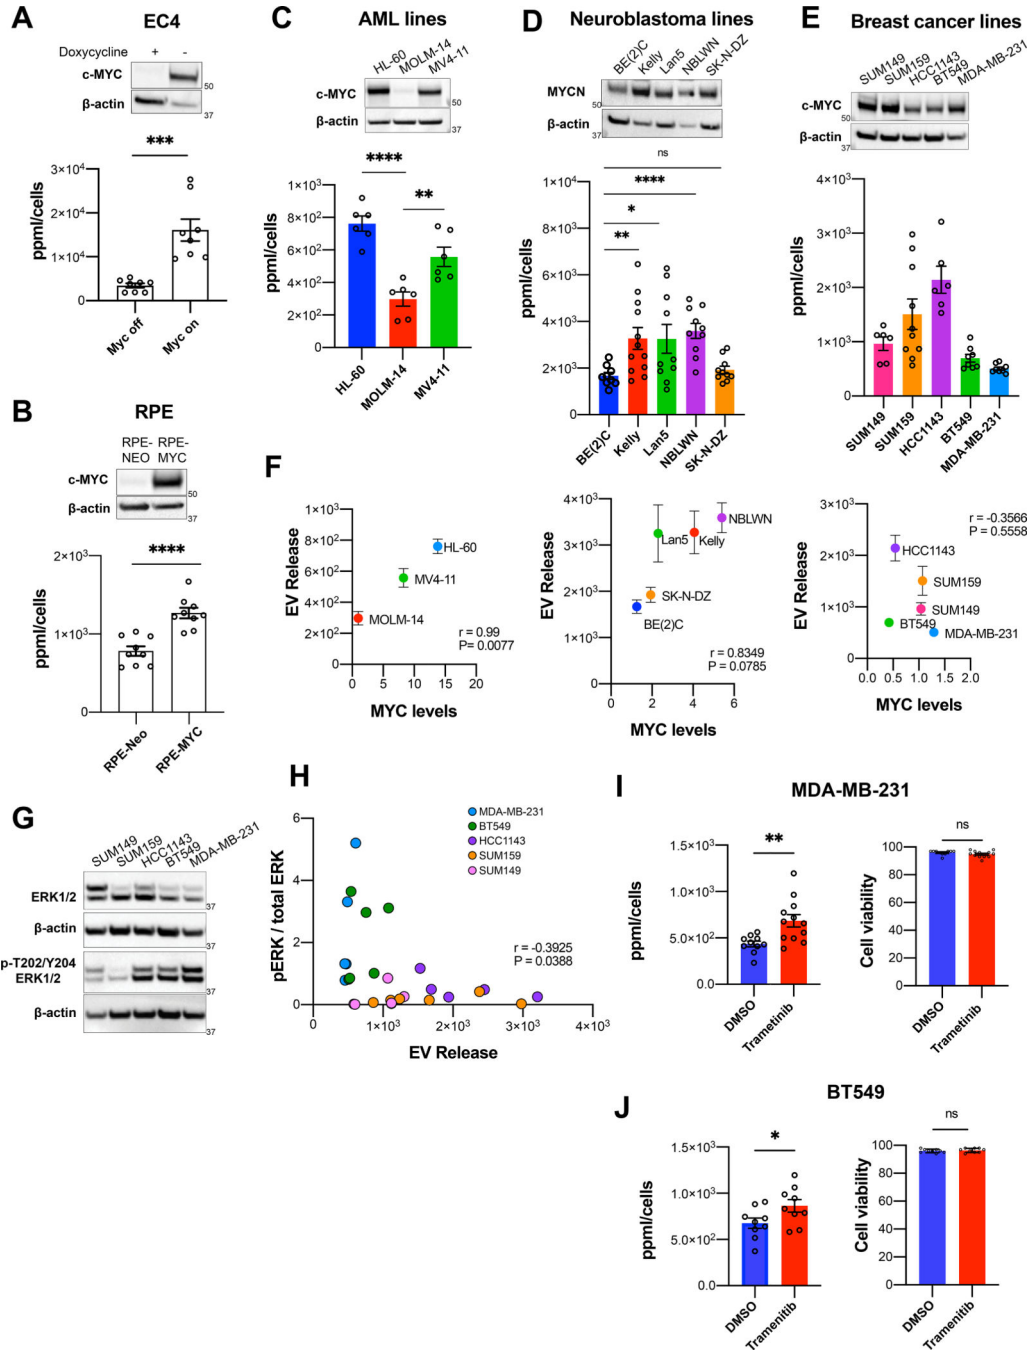 A
EC4
Doxycycline + -
c-MYC
50
β-actin
37
***
3×10⁴
2×10⁴
1×10⁴
0
ppml/cells
Myc off
Myc on
B
RPE
RPE-NEO
RPE-MYC
c-MYC
50
β-actin
37
****
2×10³
1×10³
0
ppml/cells
RPE-Neo
RPE-MYC
C
AML lines
HL-60
MOLM-14
MV4-11
c-MYC
50
β-actin
37
****
**
1×10³
8×10²
6×10²
4×10²
2×10²
0
ppml/cells
HL-60
MOLM-14
MV4-11
D
Neuroblastoma lines
BE(2)C
Kelly
Lan5
NBLWN
SK-N-DZ
MYCN
50
β-actin
37
ns
****
*
**
1×10⁴
8×10³
6×10³
4×10³
2×10³
0
ppml/cells
BE(2)C
Kelly
Lan5
NBLWN
SK-N-DZ
E
Breast cancer lines
SUM149
SUM159
HCC1143
BT549
MDA-MB-231
c-MYC
50
β-actin
37
4×10³
3×10³
2×10³
1×10³
0
ppml/cells
SUM149
SUM159
HCC1143
BT549
MDA-MB-231
F
1×10³
8×10²
6×10²
4×10²
2×10²
0
EV Release
HL-60
MV4-11
MOLM-14
r = 0.99
P= 0.0077
0 5 10 15 20
MYC levels
4×10³
3×10³
2×10³
1×10³
0
EV Release
NBLWN
Lan5
Kelly
SK-N-DZ
BE(2)C
r = 0.8349
P = 0.0785
0 2 4 6
MYC levels
3×10³
2×10³
1×10³
0
EV Release
r = -0.3566
P = 0.5558
HCC1143
SUM159
SUM149
BT549
MDA-MB-231
0.0 0.5 1.0 1.5 2.0
MYC levels
G
SUM149
SUM159
HCC1143
BT549
MDA-MB-231
ERK1/2
37
β-actin
p-T202/Y204
ERK1/2
37
β-actin
37
H
6
4
2
0
pERK / total ERK
MDA-MB-231
BT549
HCC1143
SUM159
SUM149
r = -0.3925
P = 0.0388
0 1×10³ 2×10³ 3×10³ 4×10³
EV Release
I
MDA-MB-231
**
1.5×10³
1.0×10³
5.0×10²
0.0
ppml/cells
DMSO
Trametinib
ns
100
80
60
40
20
0
Cell viability
DMSO
Trametinib
J
BT549
*
1.5×10³
1.0×10³
5.0×10²
0.0
ppml/cells
DMSO
Tramenitib
ns
100
80
60
40
20
0
Cell viability
DMSO
Tramenitib